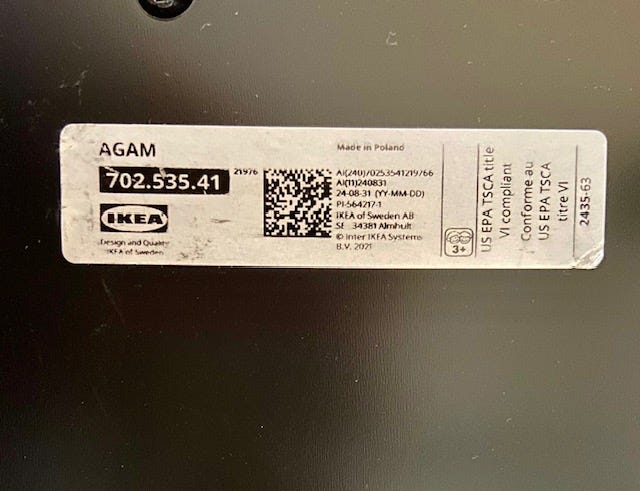 AGAM
702.535.41
21976
IKEA
Design and Quality
IKEA of Sweden
Made in Poland
AI(240)70253541219766
AI(11)240831
24-08-31 (YY-MM-DD)
PI-564217-1
IKEA of Sweden AB
SE 34381 Älmhult
© Inter IKEA Systems
B.V. 2021
3+
US EPA TSCA title
VI compliant
Conforme au
US EPA TSCA
titre VI
2435-63